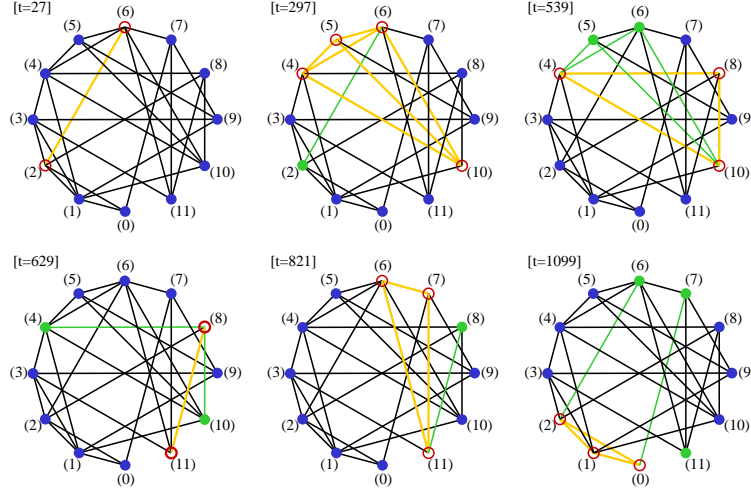 [t=27] [t=297] [t=539]
(6) (6) (6)
(5) (7) (5) (7) (5) (7)
(4) (8) (4) (8) (4) (8)
(3) (9) (3) (9) (3) (9)
(2) (10) (2) (10) (2) (10)
(1) (11) (1) (11) (1) (11)
(0) (0) (0)
[t=629] [t=821] [t=1099]
(6) (6) (6)
(5) (7) (5) (7) (5) (7)
(4) (8) (4) (8) (4) (8)
(3) (9) (3) (9) (3) (9)
(2) (10) (2) (10) (2) (10)
(1) (11) (1) (11) (1) (11)
(0) (0) (0)